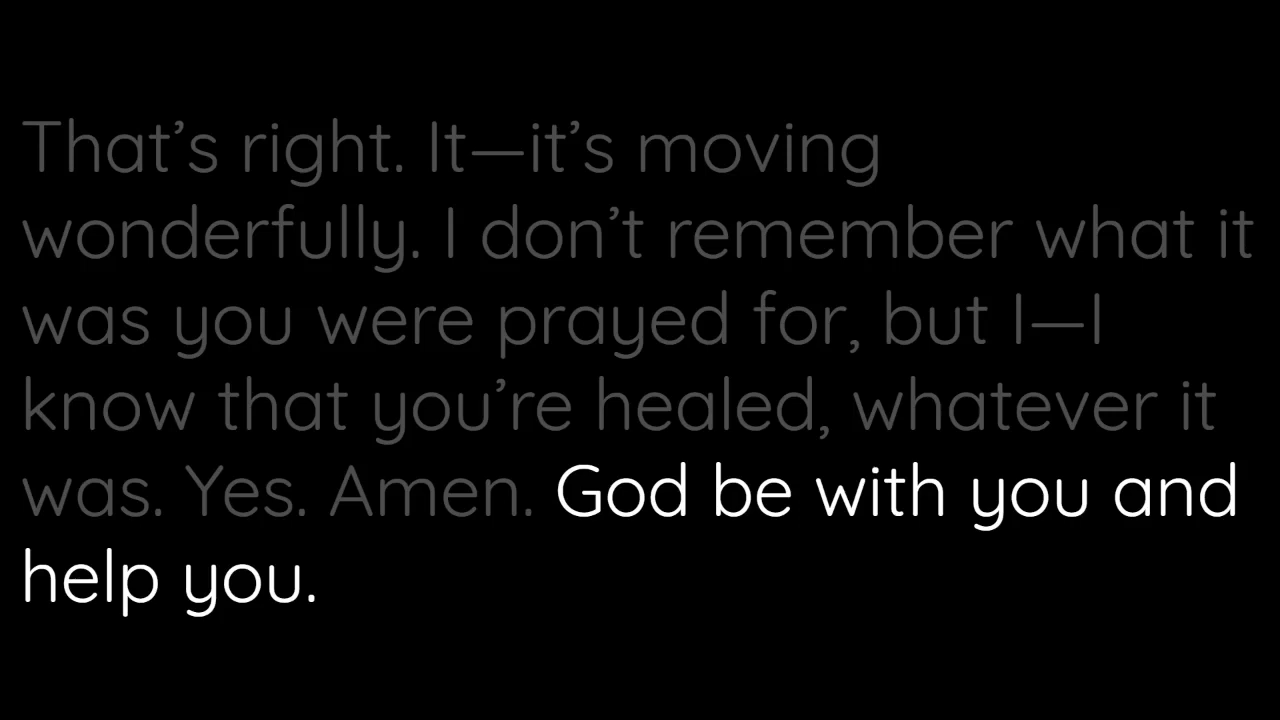 That’s right. It—it’s moving
wonderfully. I don’t remember what it
was you were prayed for, but I—I
know that you’re healed, whatever it
was. Yes. Amen. God be with you and
help you.